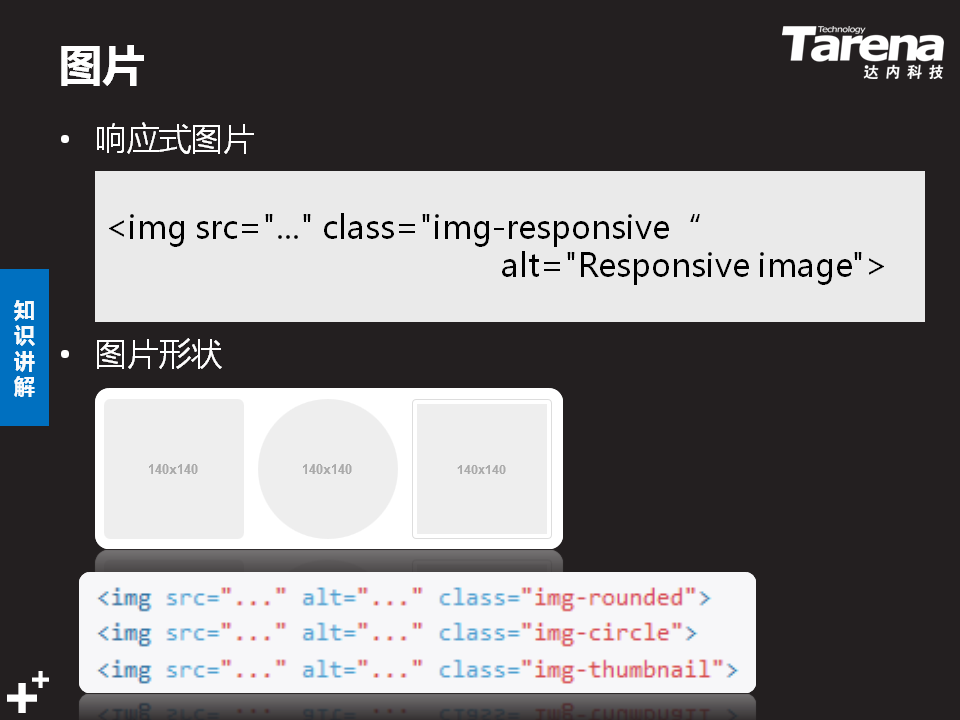 图片
Technology
Tarena
达内科技
• 响应式图片
<img src="..." class="img-responsive “
alt="Responsive image">
知识讲解
• 图片形状
140x140 140x140 140x140
<img src="..." alt="..." class="img-rounded">
<img src="..." alt="..." class="img-circle">
<img src="..." alt="..." class="img-thumbnail">